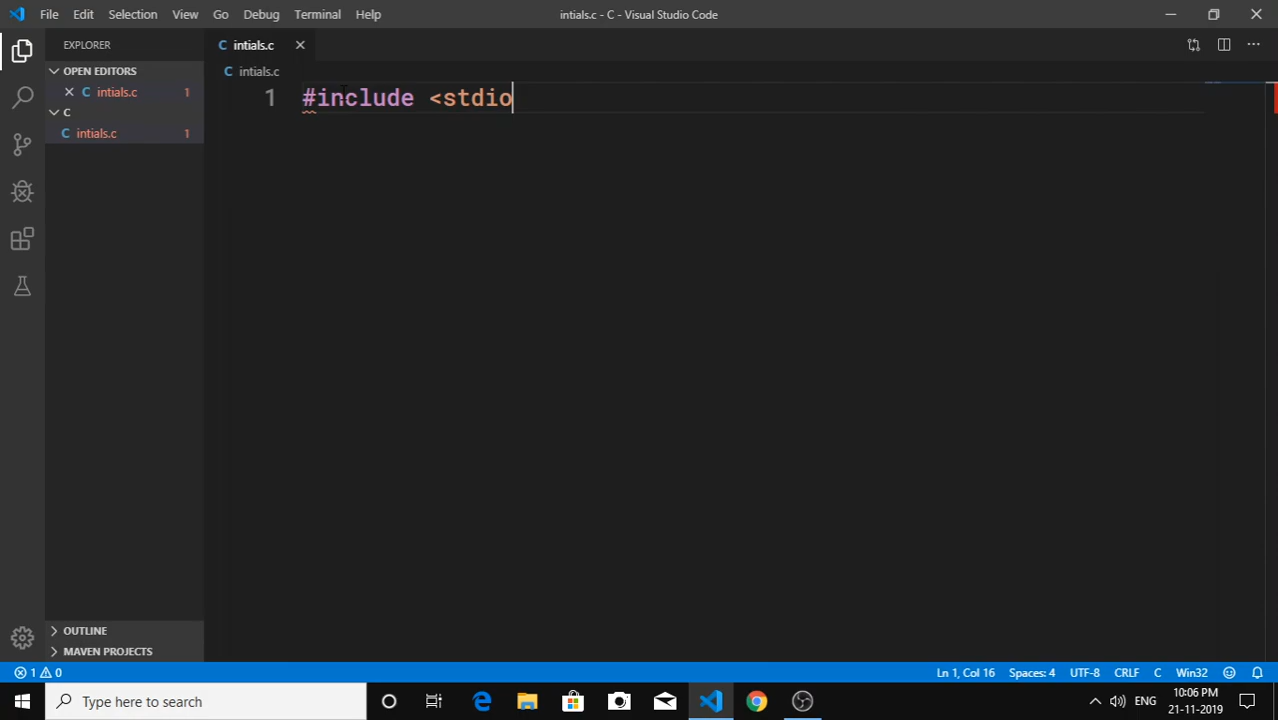 File Edit Selection View Go Debug Terminal Help
intials.c - C - Visual Studio Code
EXPLORER
intials.c
OPEN EDITORS
intials.c 1
C
intials.c 1
intials.c
1 #include <stdio
OUTLINE
MAVEN PROJECTS
1 0
Ln 1, Col 16 Spaces: 4 UTF-8 CRLF C Win32
Type here to search
ENG
10:06 PM
21-11-2019